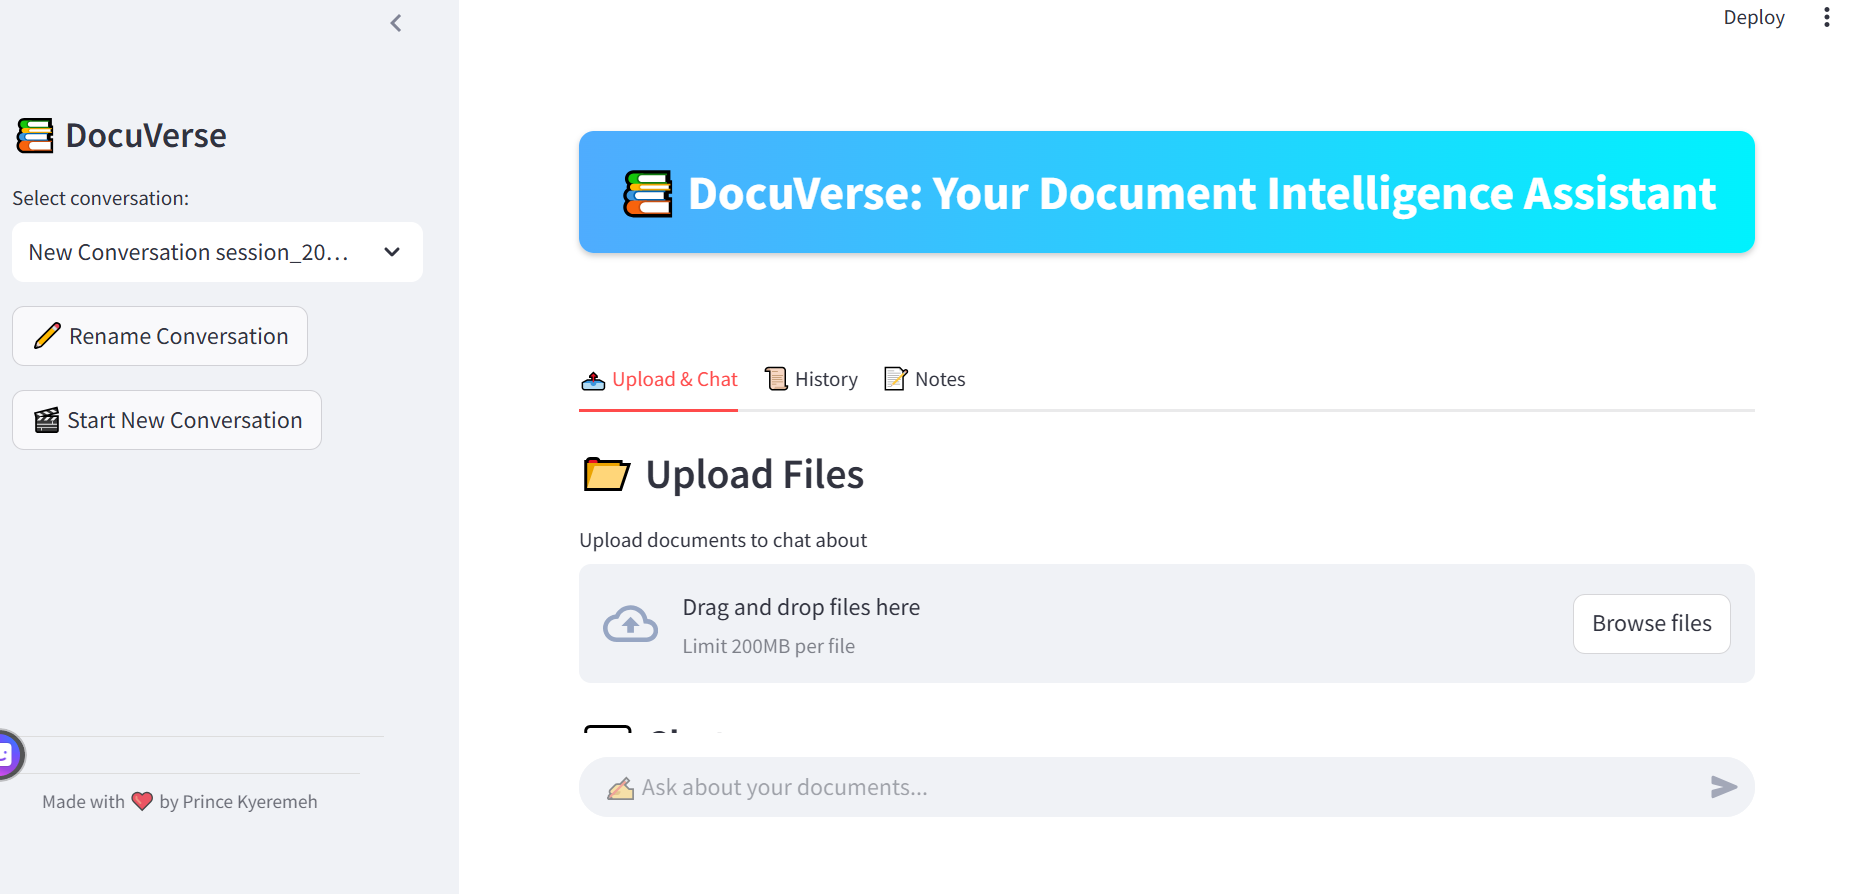 Deploy
DocuVerse
Select conversation:
New Conversation session_20...
Rename Conversation
Start New Conversation
Made with ❤️ by Prince Kyeremeh
DocuVerse: Your Document Intelligence Assistant
Upload & Chat
History
Notes
Upload Files
Upload documents to chat about
Drag and drop files here
Limit 200MB per file
Browse files
Ask about your documents...